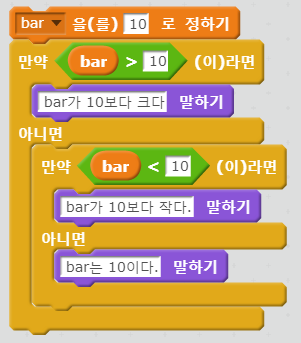 bar 을(를) 10 로 정하기
만약 bar > 10 (이)라면
bar가 10보다 크다 말하기
아니면
만약 bar < 10 (이)라면
bar가 10보다 작다. 말하기
아니면
bar는 10이다. 말하기